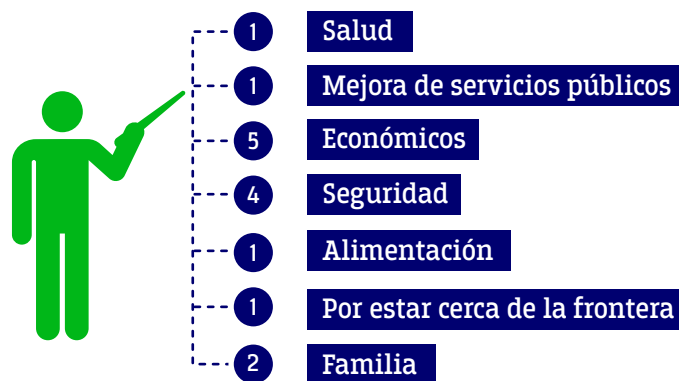 1 Salud
1 Mejora de servicios públicos
5 Económicos
4 Seguridad
1 Alimentación
1 Por estar cerca de la frontera
2 Familia